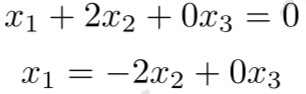 x₁ + 2x₂ + 0x₃ = 0
x₁ = −2x₂ + 0x₃